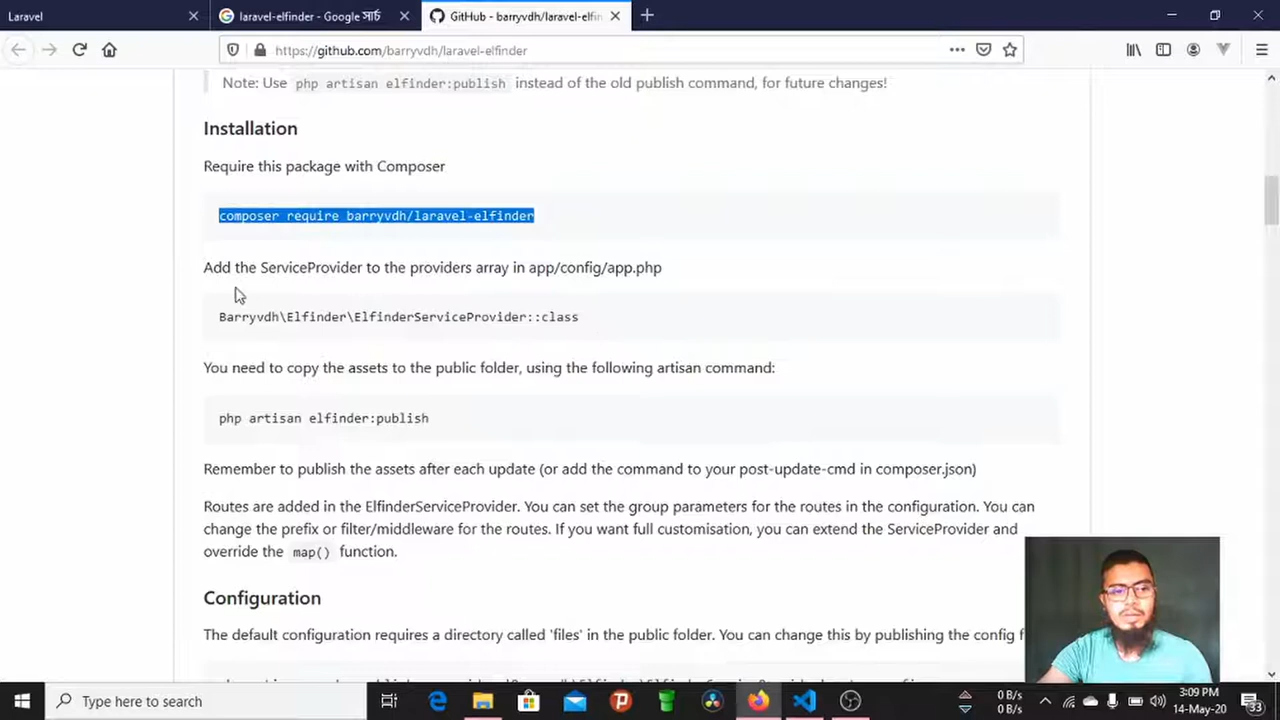 Laravel
laravel-elfinder - Google সার্চ
GitHub - barryvdh/laravel-elfin
https://github.com/barryvdh/laravel-elfinder
Note: Use php artisan elfinder:publish instead of the old publish command, for future changes!
Installation
Require this package with Composer
composer require barryvdh/laravel-elfinder
Add the ServiceProvider to the providers array in app/config/app.php
Barryvdh\Elfinder\ElfinderServiceProvider::class
You need to copy the assets to the public folder, using the following artisan command:
php artisan elfinder:publish
Remember to publish the assets after each update (or add the command to your post-update-cmd in composer.json)
Routes are added in the ElfinderServiceProvider. You can set the group parameters for the routes in the configuration. You can
change the prefix or filter/middleware for the routes. If you want full customisation, you can extend the ServiceProvider and
override the map() function.
Configuration
The default configuration requires a directory called 'files' in the public folder. You can change this by publishing the config f
Type here to search
0 B/s
0 B/s
3:09 PM
14-May-20
33